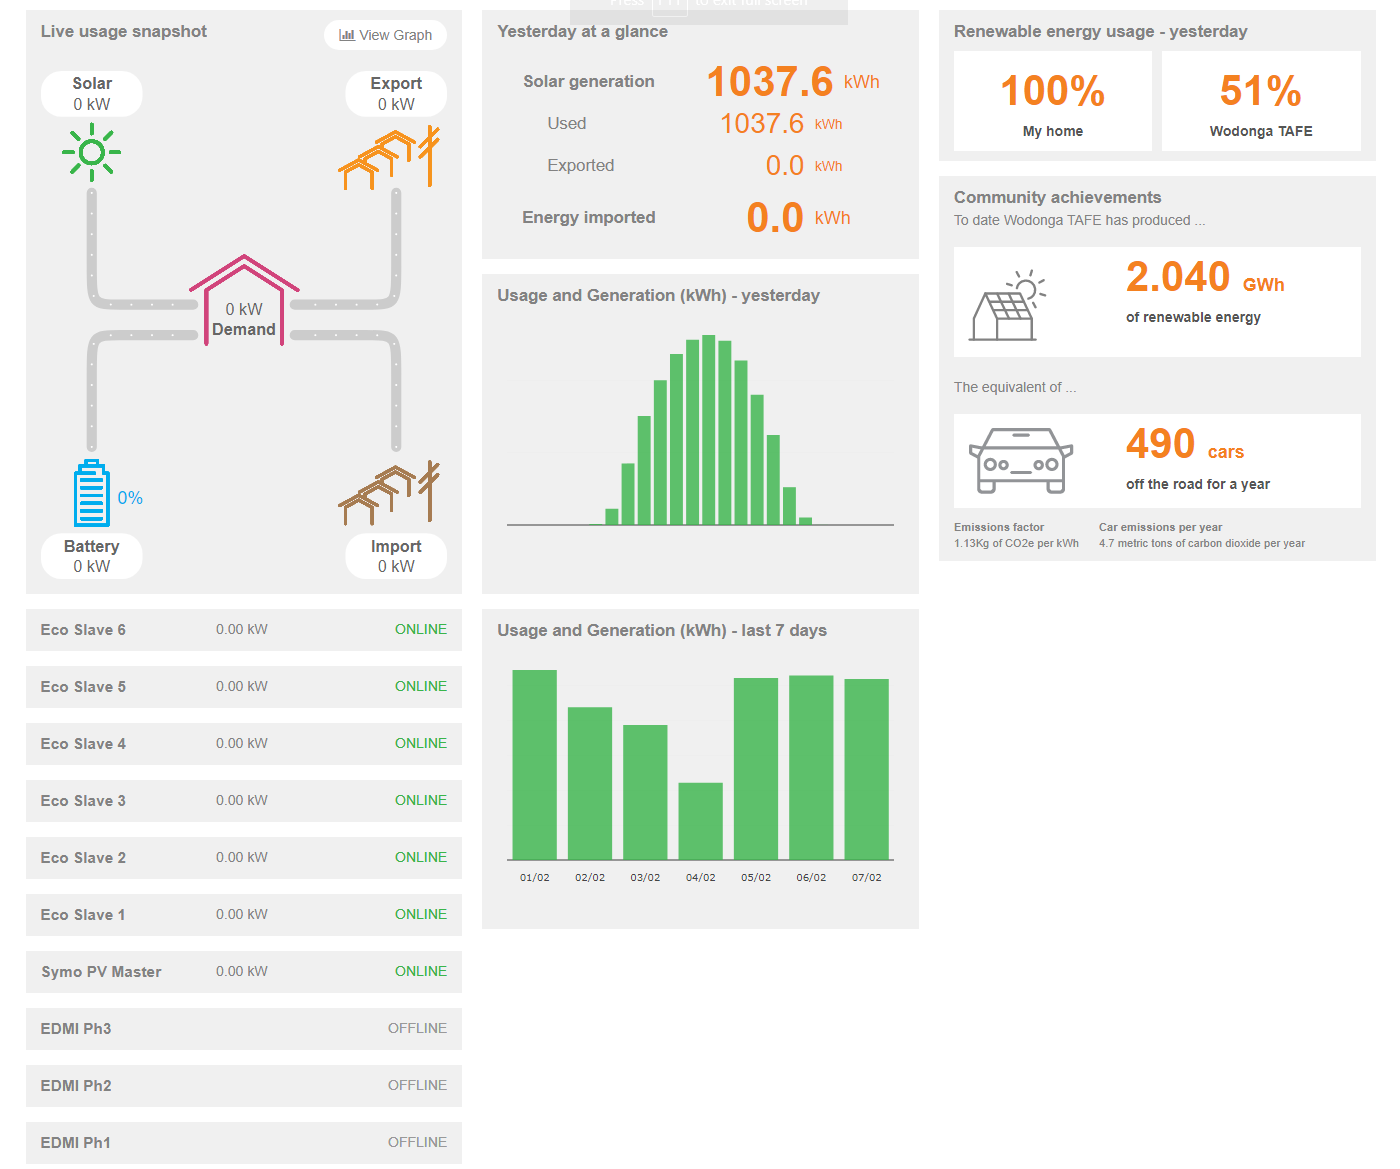 Press F11 to exit full screen
Live usage snapshot
View Graph
Solar
0 kW
Export
0 kW
0 kW
Demand
0%
Battery
0 kW
Import
0 kW
Eco Slave 6 0.00 kW ONLINE
Eco Slave 5 0.00 kW ONLINE
Eco Slave 4 0.00 kW ONLINE
Eco Slave 3 0.00 kW ONLINE
Eco Slave 2 0.00 kW ONLINE
Eco Slave 1 0.00 kW ONLINE
Symo PV Master 0.00 kW ONLINE
EDMI Ph3 OFFLINE
EDMI Ph2 OFFLINE
EDMI Ph1 OFFLINE
Yesterday at a glance
Solar generation 1037.6 kWh
Used 1037.6 kWh
Exported 0.0 kWh
Energy imported 0.0 kWh
Usage and Generation (kWh) - yesterday
Usage and Generation (kWh) - last 7 days
01/02 02/02 03/02 04/02 05/02 06/02 07/02
Renewable energy usage - yesterday
100%
My home
51%
Wodonga TAFE
Community achievements
To date Wodonga TAFE has produced ...
2.040 GWh
of renewable energy
The equivalent of ...
490 cars
off the road for a year
Emissions factor
1.13Kg of CO2e per kWh
Car emissions per year
4.7 metric tons of carbon dioxide per year